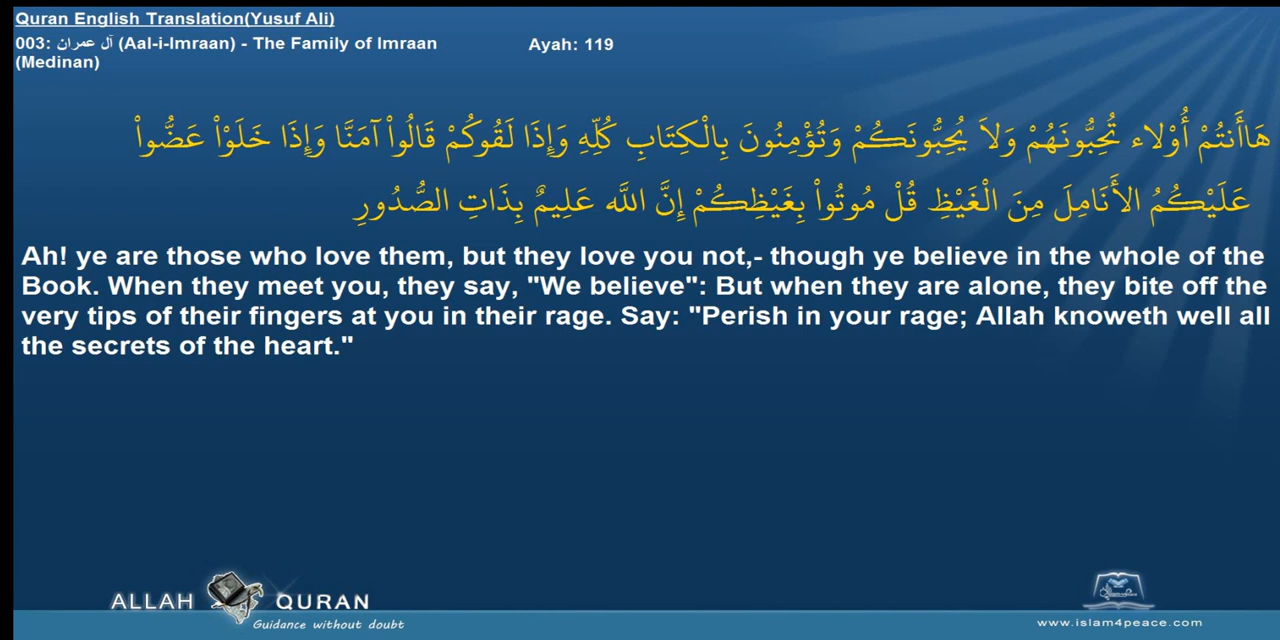 Quran English Translation(Yusuf Ali)
003: آل عمران (Aal-i-Imraan) - The Family of Imraan
(Medinan)
Ayah: 119
هَاأَنتُمْ أُوْلاء تُحِبُّونَهُمْ وَلاَ يُحِبُّونَكُمْ وَتُؤْمِنُونَ بِالْكِتَابِ كُلِّهِ وَإِذَا لَقُوكُمْ قَالُواْ آمَنَّا وَإِذَا خَلَوْاْ عَضُّواْ
عَلَيْكُمُ الأَنَامِلَ مِنَ الْغَيْظِ قُلْ مُوتُواْ بِغَيْظِكُمْ إِنَّ اللّهَ عَلِيمٌ بِذَاتِ الصُّدُورِ
Ah! ye are those who love them, but they love you not,- though ye believe in the whole of the
Book. When they meet you, they say, "We believe": But when they are alone, they bite off the
very tips of their fingers at you in their rage. Say: "Perish in your rage; Allah knoweth well all
the secrets of the heart."
ALLAH QURAN
Guidance without doubt
www.islam4peace.com